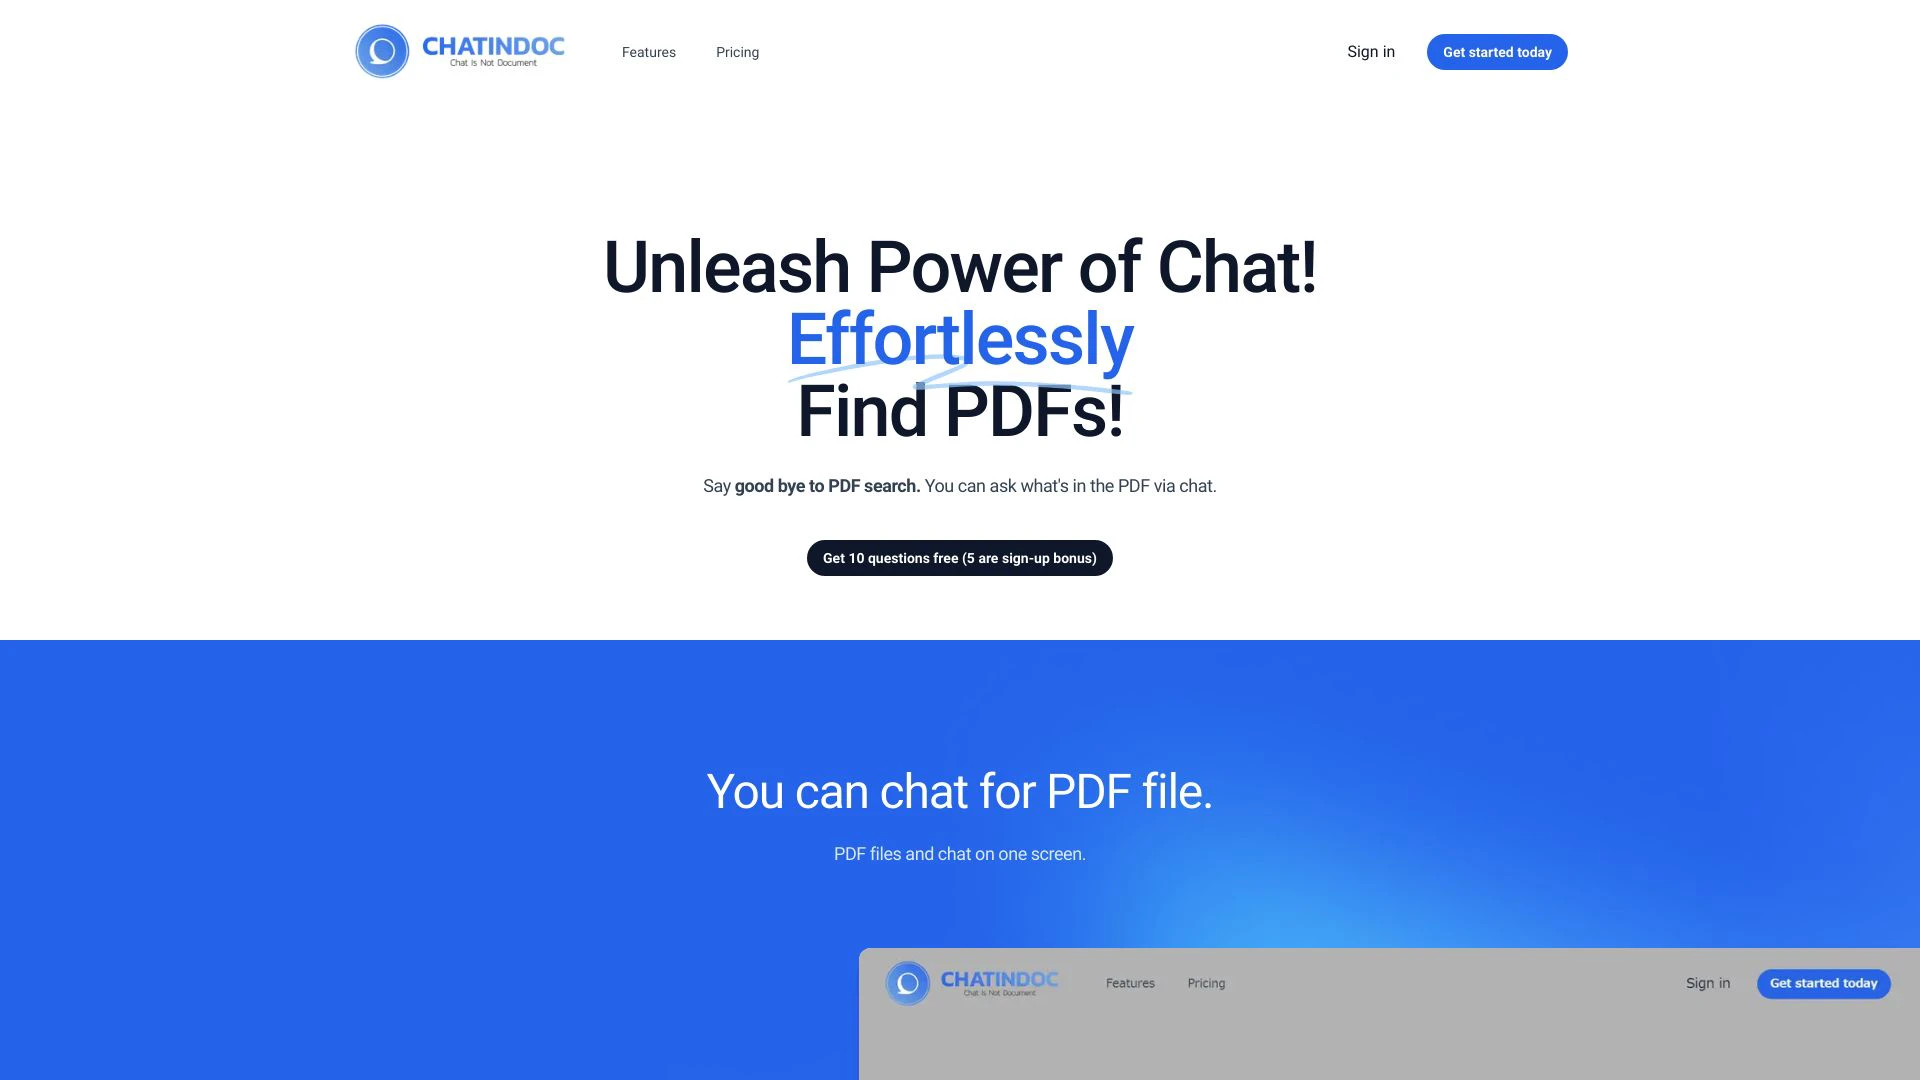 CHATINDOC
Chat Is Not Document
Features
Pricing
Sign in
Get started today
Unleash Power of Chat!
Effortlessly
Find PDFs!
Say good bye to PDF search. You can ask what's in the PDF via chat.
Get 10 questions free (5 are sign-up bonus)
You can chat for PDF file.
PDF files and chat on one screen.
CHATINDOC
Chat Is Not Document
Features
Pricing
Sign in
Get started today